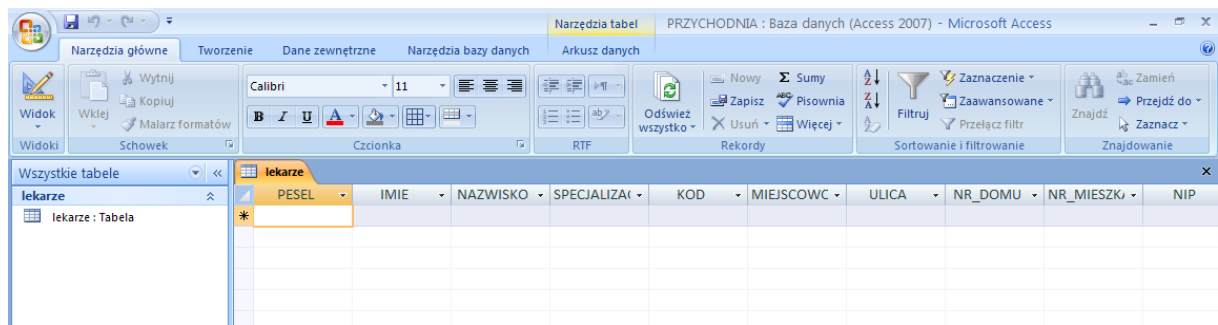 Narzędzia tabel PRZYCHODNIA : Baza danych (Access 2007) - Microsoft Access
Narzędzia główne Tworzenie Dane zewnętrzne Narzędzia bazy danych Arkusz danych
Widok
Wklej
Wytnij
Kopiuj
Malarz formatów
Calibri 11
B I U A
ab
Odśwież wszystko
Nowy
Zapisz
Usuń
Σ Sumy
Pisownia
Więcej
Filtruj
Zaznaczenie
Zaawansowane
Przełącz filtr
Znajdź
Zamień
Przejdź do
Zaznacz
Widoki Schowek Czcionka RTF Rekordy Sortowanie i filtrowanie Znajdowanie
Wszystkie tabele
lekarze
lekarze : Tabela
lekarze
PESEL IMIE NAZWISKO SPECJALIZA KOD MIEJSCOWC ULICA NR_DOMU NR_MIESZK NIP